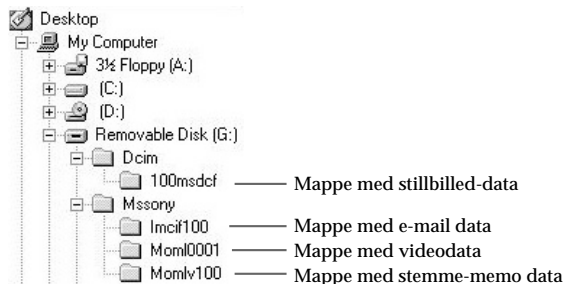 Desktop
My Computer
3½ Floppy (A:)
(C:)
(D:)
Removable Disk (G:)
Dcim
100msdcf Mappe med stillbilled-data
Mssony
Imcif100 Mappe med e-mail data
Moml0001 Mappe med videodata
Momlv100 Mappe med stemme-memo data